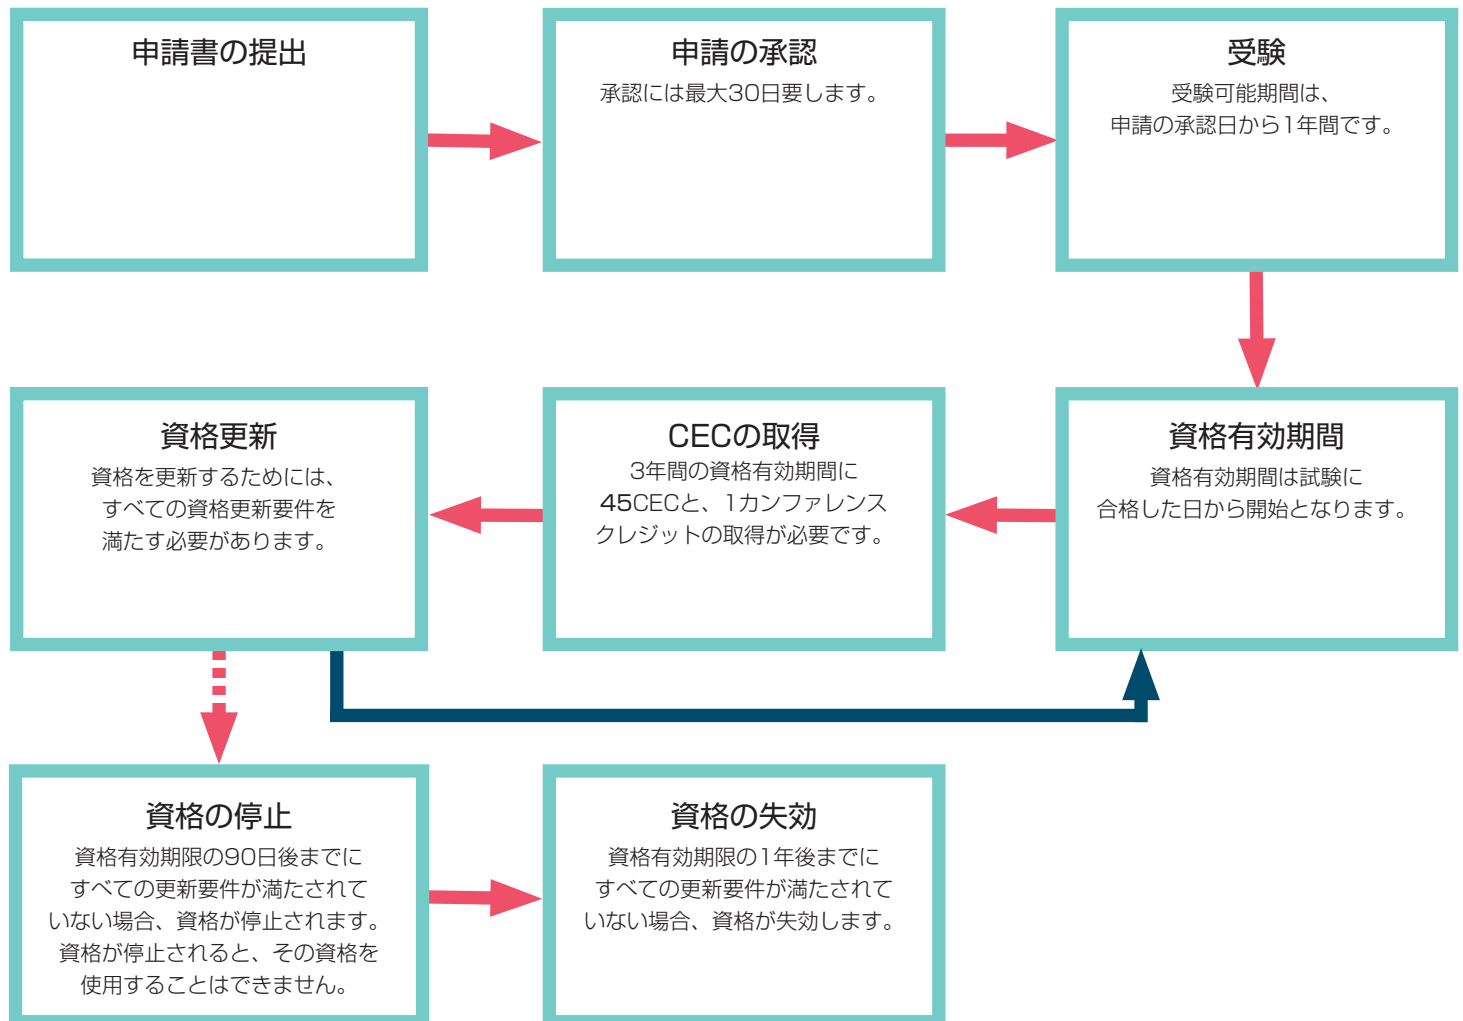 申請書の提出
申請の承認
承認には最大30日要します。
受験
受験可能期間は、
申請の承認日から1年間です。
資格更新
資格を更新するためには、
すべての資格更新要件を
満たす必要があります。
CECの取得
3年間の資格有効期間に
45CECと、1カンファレンス
クレジットの取得が必要です。
資格有効期間
資格有効期間は試験に
合格した日から開始となります。
資格の停止
資格有効期限の90日後までに
すべての更新要件が満たされて
いない場合、資格が停止されます。
資格が停止されると、その資格を
使用することはできません。
資格の失効
資格有効期限の1年後までに
すべての更新要件が満たされて
いない場合、資格が失効します。